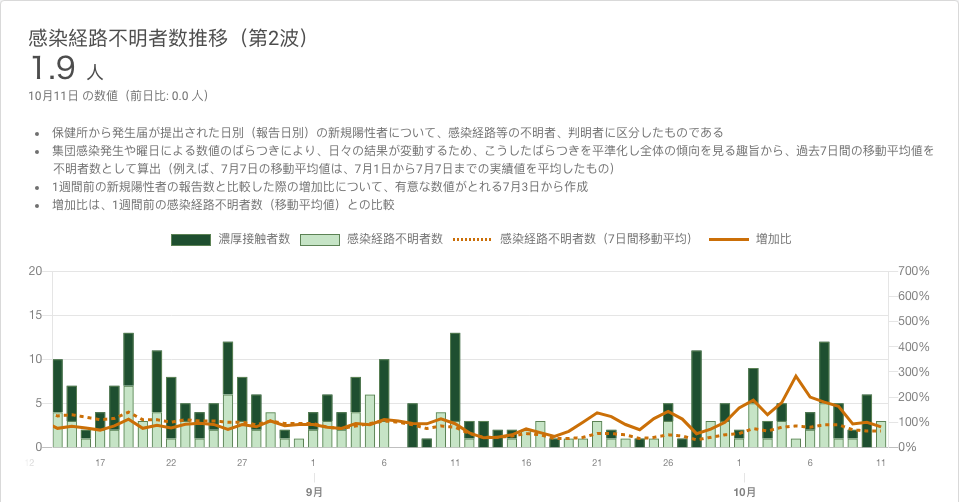 感染経路不明者数推移（第2波）
1.9 人
10月11日 の数値（前日比: 0.0 人）
• 保健所から発生届が提出された日別（報告日別）の新規陽性者について、感染経路等の不明者、判明者に区分したものである
• 集団感染発生や曜日による数値のばらつきにより、日々の結果が変動するため、こうしたばらつきを平準化し全体の傾向を見る趣旨から、過去7日間の移動平均値を
不明者数として算出（例えば、7月7日の移動平均値は、7月1日から7月7日までの実績値を平均したもの）
• 1週間前の新規陽性者の報告数と比較した際の増加比について、有意な数値がとれる7月3日から作成
• 増加比は、1週間前の感染経路不明者数（移動平均値）との比較
濃厚接触者数 感染経路不明者数 感染経路不明者数（7日間移動平均） 増加比
20 700%
600%
15 500%
400%
10 300%
200%
5 100%
0 0%
12 17 22 27 1 6 11 16 21 26 1 6 11
9月 10月